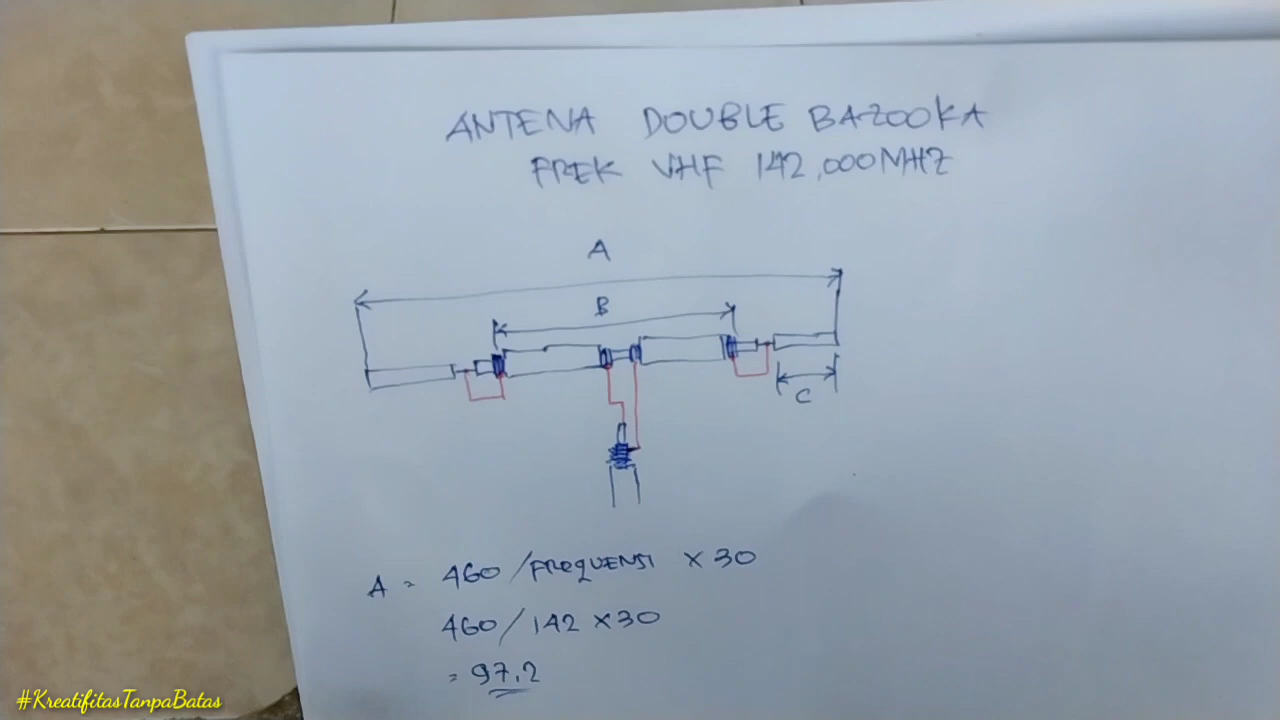 ANTENA DOUBLE BAZOOKA
FREK VHF 142,000MHZ
A
B
C
A = 460 /FREQUENSI X 30
460 / 142 X 30
= 97,2
#KreatifitasTanpaBatas